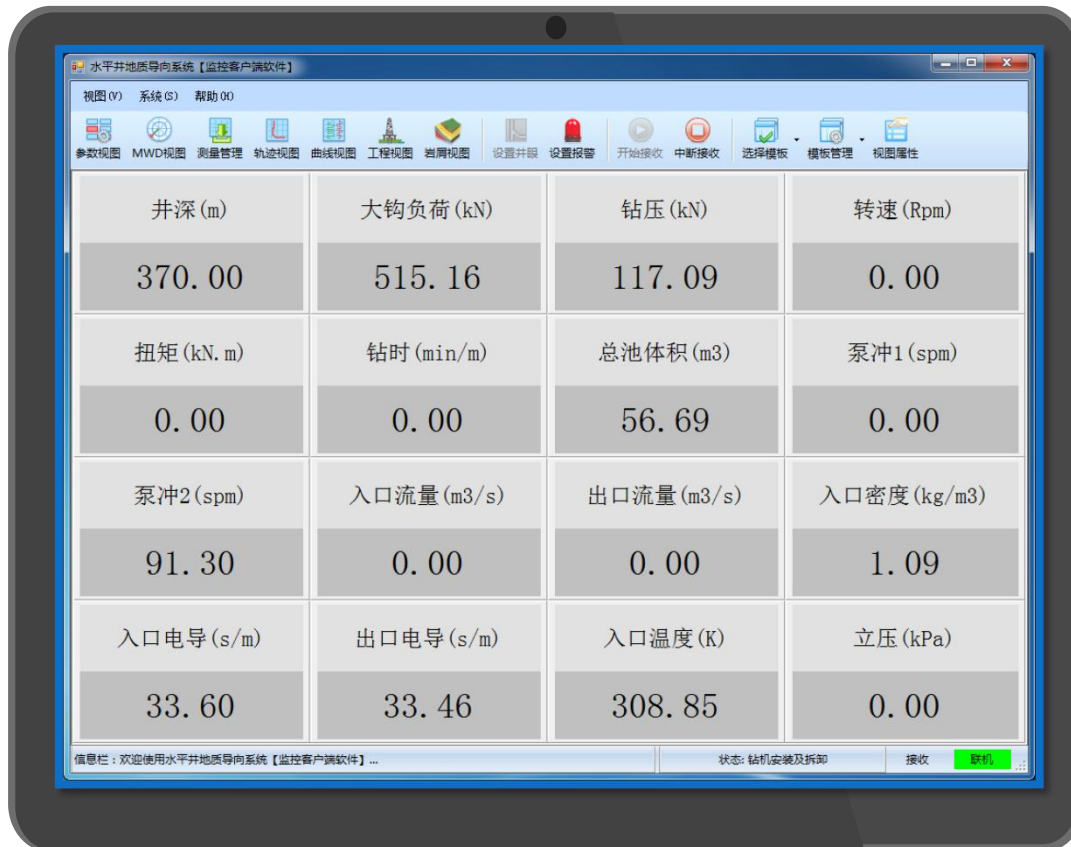 水平井地质导向系统【监控客户端软件】
视图(V) 系统(S) 帮助(H)
参数视图 MWD视图 测量管理 轨迹视图 曲线视图 工程视图 岩屑视图 设置井眼 设置报警 开始接收 中断接收 选择模板 模板管理 视图属性
井深(m) 大钩负荷(kN) 钻压(kN) 转速(Rpm)
370.00 515.16 117.09 0.00
扭矩(kN.m) 钻时(min/m) 总池体积(m3) 泵冲1(spm)
0.00 0.00 56.69 0.00
泵冲2(spm) 入口流量(m3/s) 出口流量(m3/s) 入口密度(kg/m3)
91.30 0.00 0.00 1.09
入口电导(s/m) 出口电导(s/m) 入口温度(K) 立压(kPa)
33.60 33.46 308.85 0.00
信息栏：欢迎使用水平井地质导向系统【监控客户端软件】... 状态: 钻机安装及拆卸 接收 联机